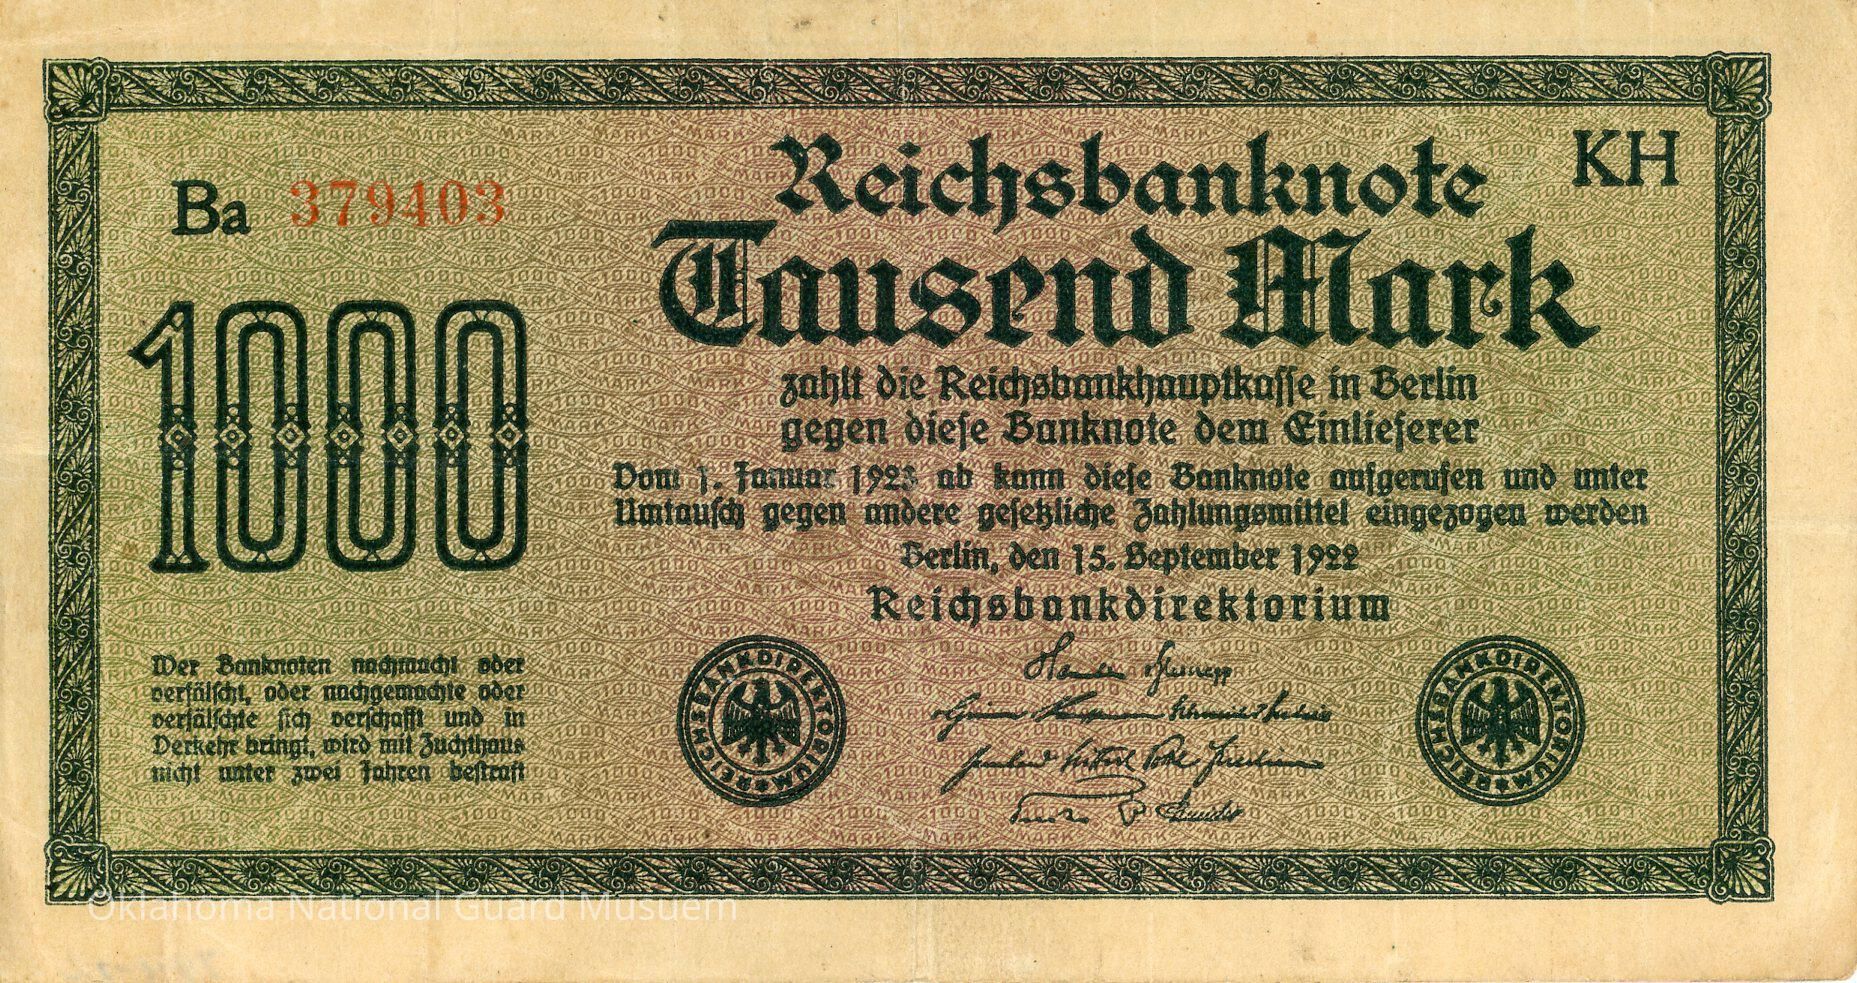 Ba 379403
KH
1000
Reichsbanknote
Tausend Mark
zahlt die Reichsbankhauptkasse in Berlin
gegen diese Banknote dem Einlieferer
Vom 1. Januar 1923 ab kann diese Banknote aufgerufen und unter
Umtausch gegen andere gesetzliche Zahlungsmittel eingezogen werden
Berlin, den 15. September 1922
Reichsbankdirektorium
Wer Banknoten nachmacht oder
verfälscht, oder nachgemachte oder
verfälschte sich verschafft und in
Verkehr bringt, wird mit Zuchthaus
nicht unter zwei Jahren bestraft
REICHSBANKDIREKTORIUM
REICHSBANKDIREKTORIUM
Oklahoma National Guard Musuem